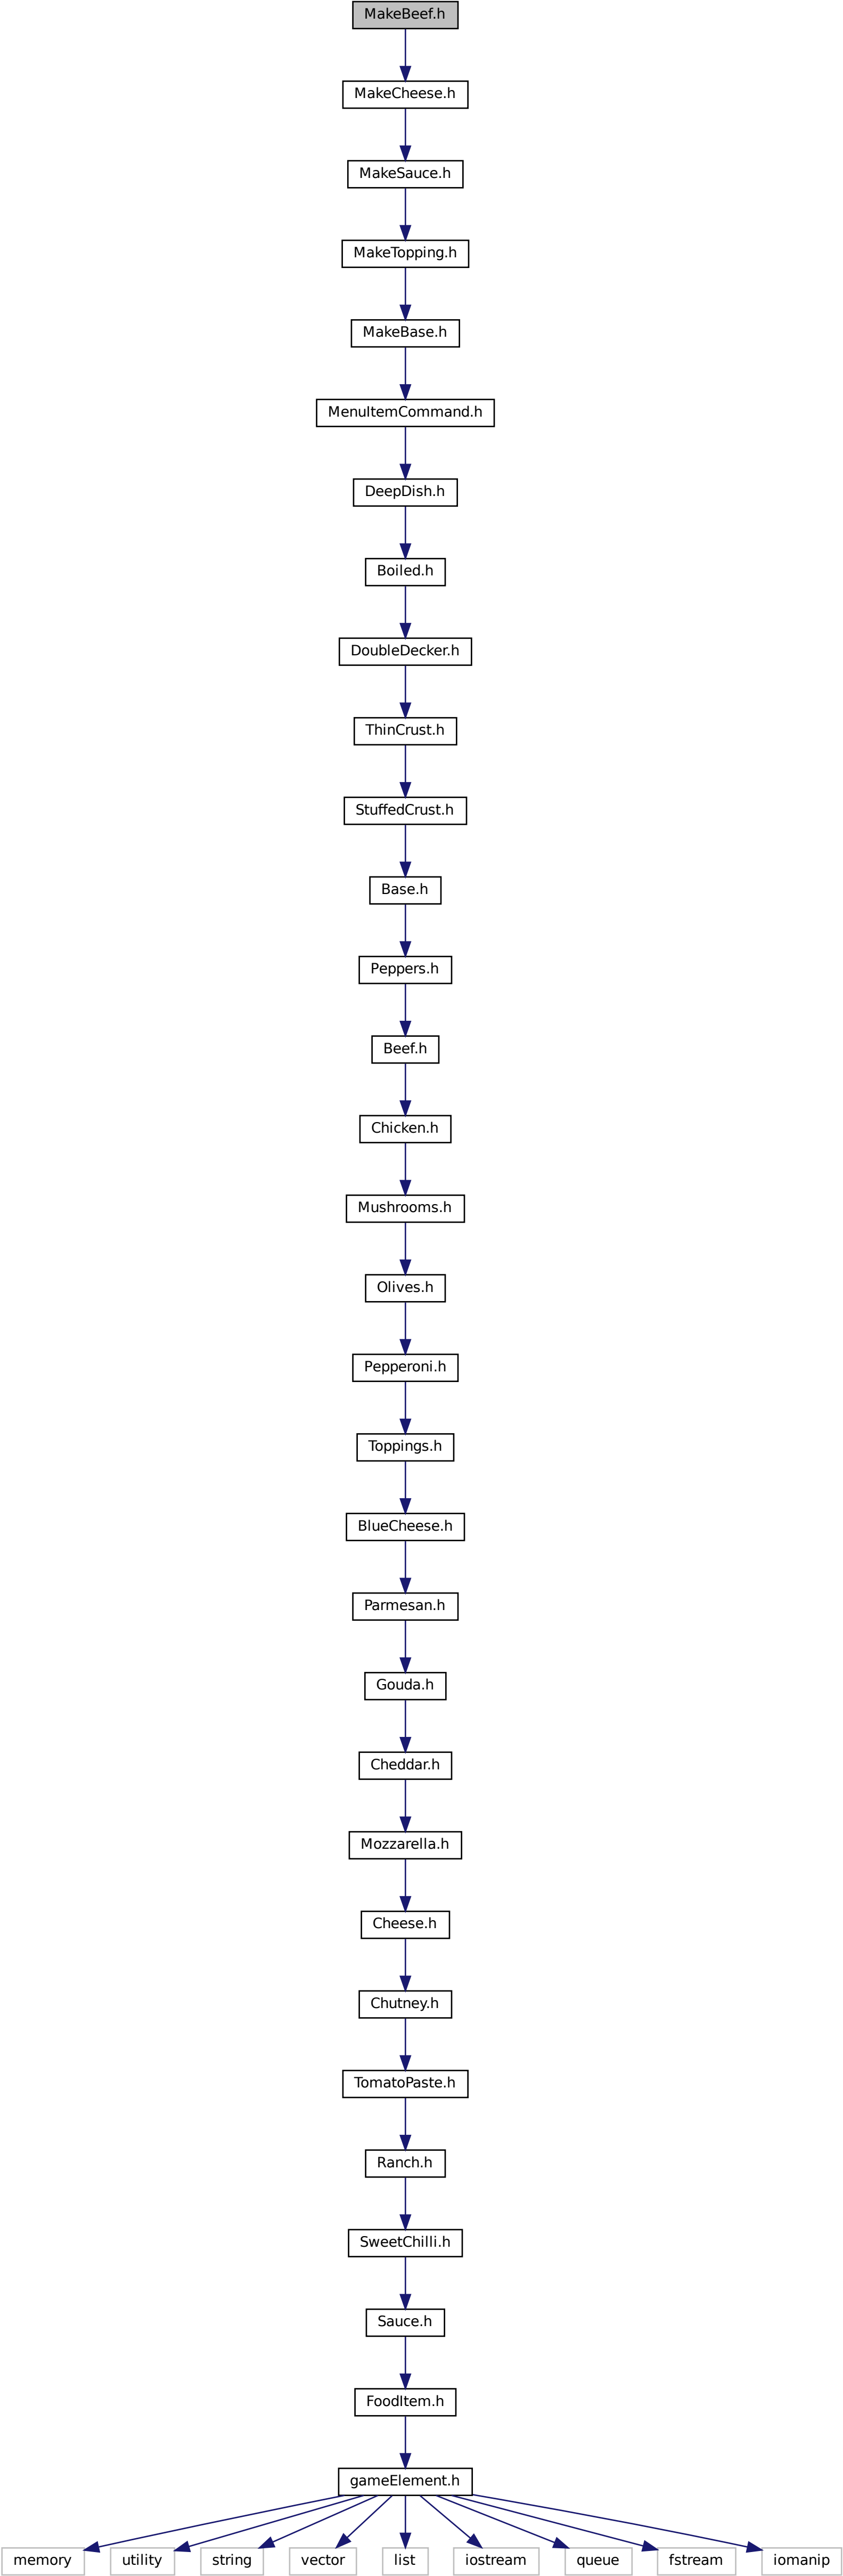 MakeBeef.h
MakeCheese.h
MakeSauce.h
MakeTopping.h
MakeBase.h
MenuItemCommand.h
DeepDish.h
Boiled.h
DoubleDecker.h
ThinCrust.h
StuffedCrust.h
Base.h
Peppers.h
Beef.h
Chicken.h
Mushrooms.h
Olives.h
Pepperoni.h
Toppings.h
BlueCheese.h
Parmesan.h
Gouda.h
Cheddar.h
Mozzarella.h
Cheese.h
Chutney.h
TomatoPaste.h
Ranch.h
SweetChilli.h
Sauce.h
FoodItem.h
gameElement.h
memory utility string vector list iostream queue fstream iomanip